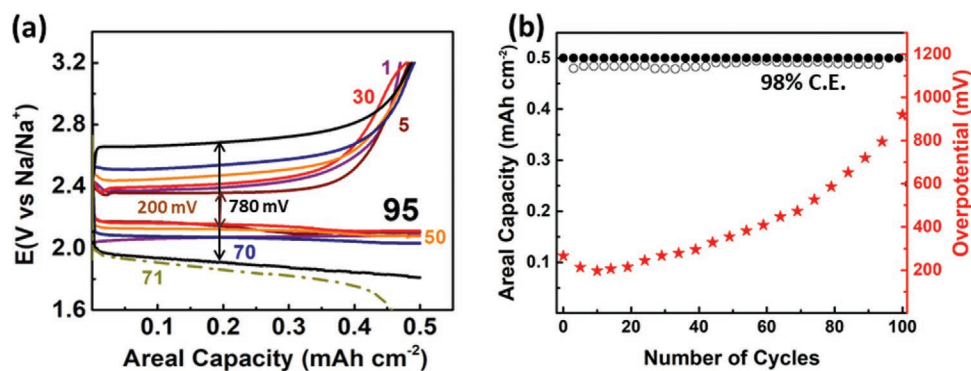 (a)
E(V vs Na/Na+)
3.2
2.8
2.4
2.0
1.6
1
30
5
200 mV
780 mV
95
50
70
71
0.1 0.2 0.3 0.4 0.5
Areal Capacity (mAh cm-2)
(b)
Areal Capacity (mAh cm-2)
0.5
0.4
0.3
0.2
0.1
98% C.E.
1200
1000
800
600
400
200
Overpotential (mV)
0 20 40 60 80 100
Number of Cycles